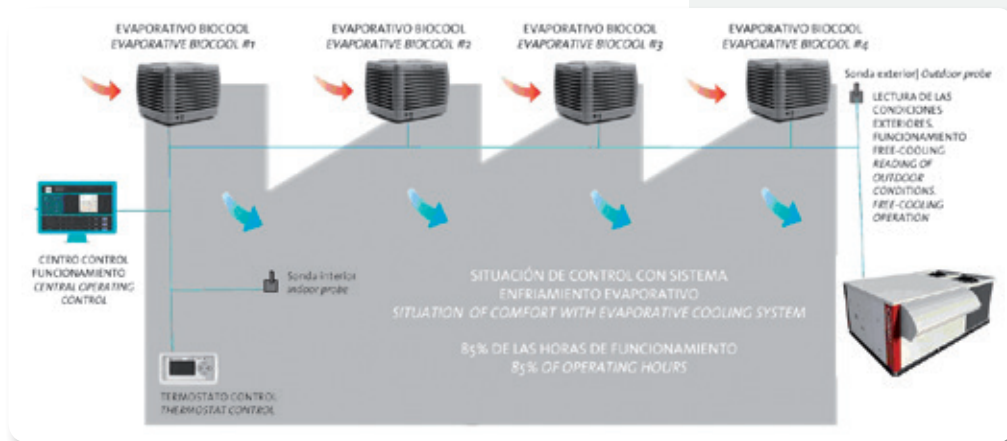 EVAPORATIVO BIOCOOL
EVAPORATIVE BIOCOOL #1
EVAPORATIVO BIOCOOL
EVAPORATIVE BIOCOOL #2
EVAPORATIVO BIOCOOL
EVAPORATIVE BIOCOOL #3
EVAPORATIVO BIOCOOL
EVAPORATIVE BIOCOOL #4
Sonda exterior| Outdoor probe
LECTURA DE LAS
CONDICIONES
EXTERIORES.
FUNCIONAMIENTO
FREE-COOLING
READING OF
OUTDOOR
CONDITIONS.
FREE-COOLING
OPERATION
CENTRO CONTROL
FUNCIONAMIENTO
CENTRAL OPERATING
CONTROL
Sonda interior
Indoor probe
SITUACIÓN DE CONTROL CON SISTEMA
ENFRIAMIENTO EVAPORATIVO
SITUATION OF COMFORT WITH EVAPORATIVE COOLING SYSTEM
85% DE LAS HORAS DE FUNCIONAMIENTO
85% OF OPERATING HOURS
TERMOSTATO CONTROL
THERMOSTAT CONTROL